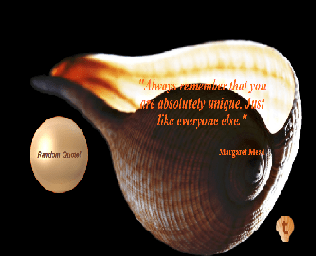 "Always remember that you
are absolutely unique. Just
like everyone else."
Margaret Mead
Random Quote!
t